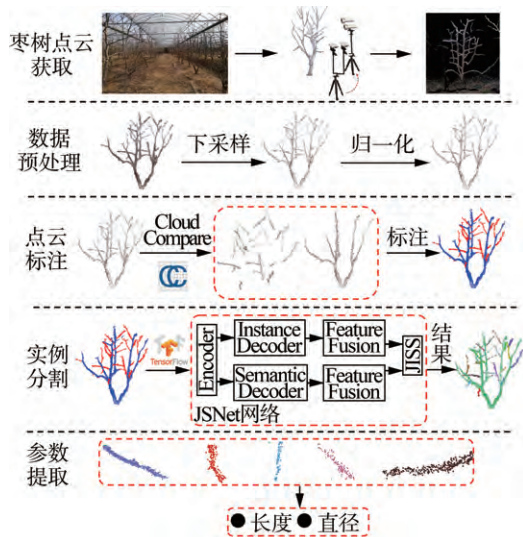 枣树点云
获取
数据
预处理
下采样
归一化
点云
标注
Cloud
Compare
CC
标注
实例
分割
TensorFlow
Encoder
Instance
Decoder
Feature
Fusion
Semantic
Decoder
Feature
Fusion
JISS
JSNet网络
结果
参数
提取
●长度●直径